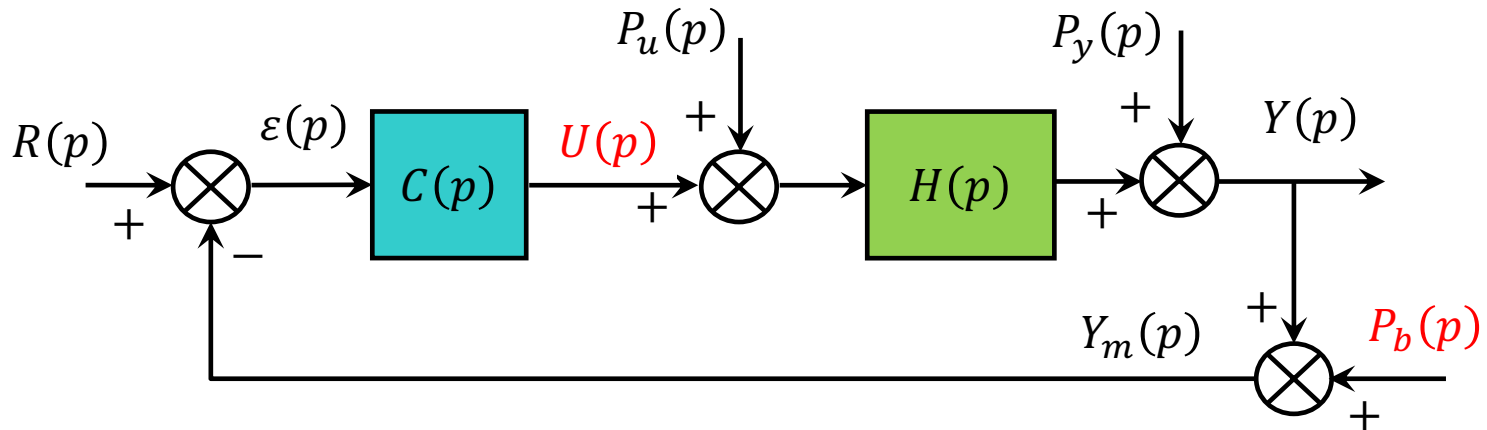 P_u(p)
P_y(p)
+
+
R(p)
ε(p)
U(p)
Y(p)
C(p)
H(p)
+
+
+
−
+
Y_m(p)
P_b(p)
+